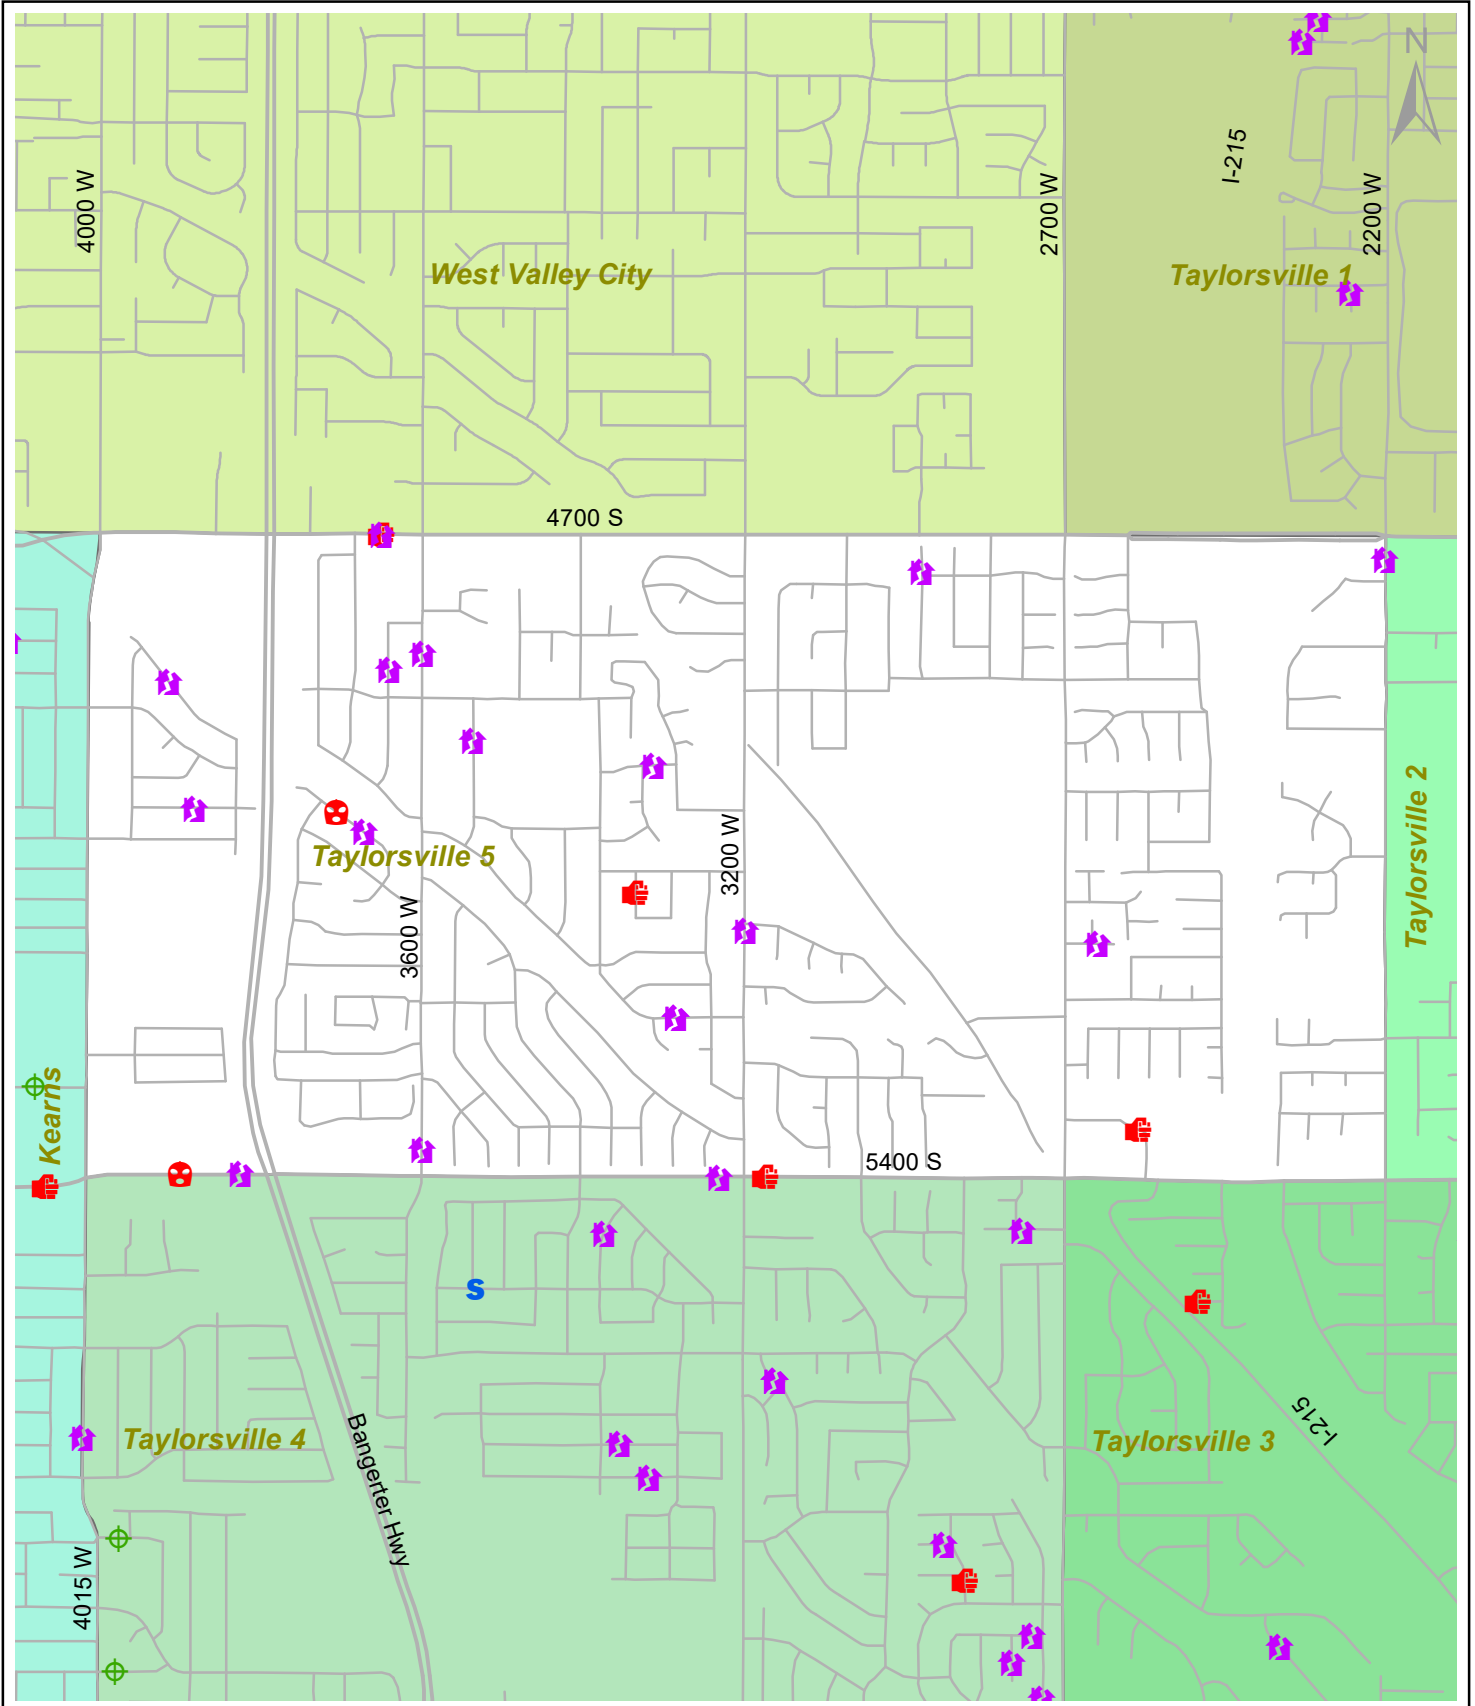 N
I-215
4000 W
2700 W
2200 W
West Valley City
Taylorsville 1
4700 S
Taylorsville 2
3200 W
Taylorsville 5
3600 W
Kearns
5400 S
S
I-215
Taylorsville 4
Bangerter Hwy
Taylorsville 3
4015 W